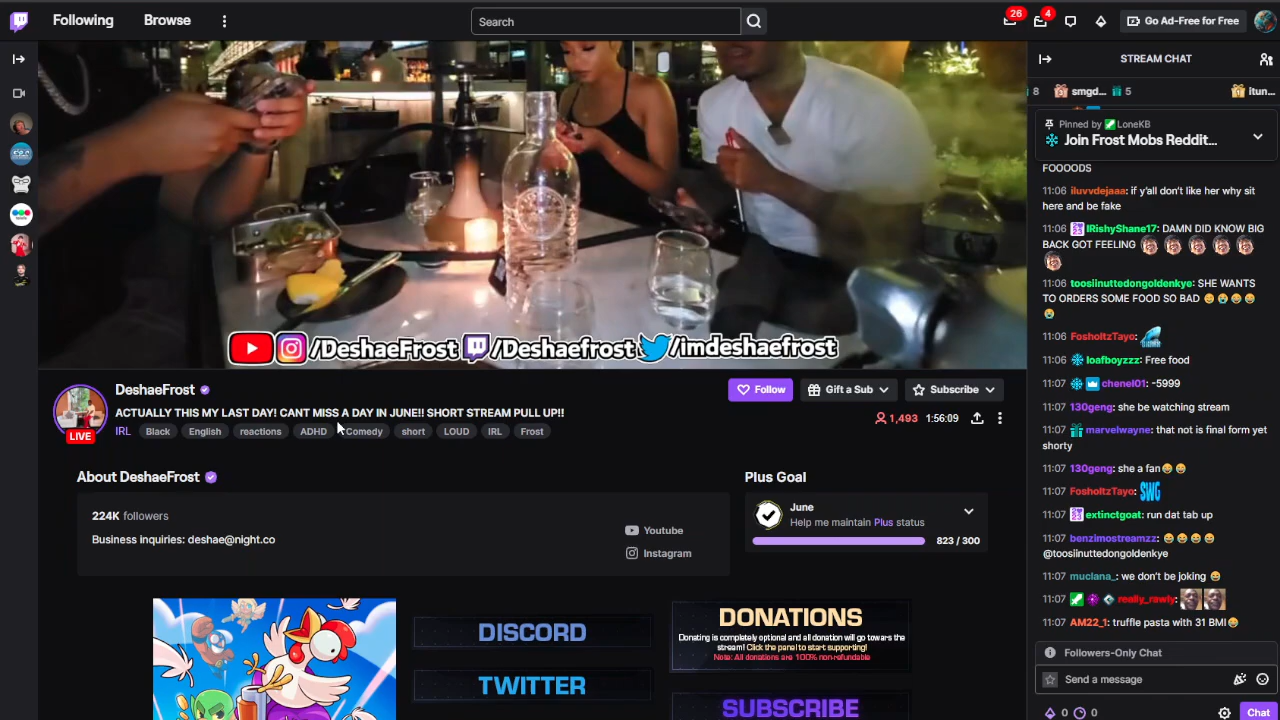 Following
Browse
Search
26
4
Go Ad-Free for Free
STREAM CHAT
8
smgd...
5
itun...
Pinned by LoneKB
Join Frost Mobs Reddit...
FOOODS
11:06 iluvvdejaaa: if y'all don't like her why sit
here and be fake
11:06 IRishyShane17: DAMN DID KNOW BIG
BACK GOT FEELING
11:06 toosiinuttedongoldenkye: SHE WANTS
TO ORDERS SOME FOOD SO BAD
11:06 FosholtzTayo:
11:06 loafboyzzz: Free food
11:07 chenel01: -5999
11:07 130geng: she be watching stream
11:07 marvelwayne: that not is final form yet
shorty
11:07 130geng: she a fan
11:07 FosholtzTayo: SWG
11:07 extinctgoat: run dat tab up
11:07 benzimostreamzz:
@toosiinuttedongoldenkye
11:07 muclana_: we don't be joking
11:07 really_rawly:
11:07 AM22_1: truffle pasta with 31 BMI
Followers-Only Chat
Send a message
0
0
Chat
/DeshaeFrost /Deshaefrost /imdeshaefrost
DeshaeFrost
LIVE
ACTUALLY THIS MY LAST DAY! CANT MISS A DAY IN JUNE!! SHORT STREAM PULL UP!!
IRL
Black
English
reactions
ADHD
Comedy
short
LOUD
IRL
Frost
Follow
Gift a Sub
Subscribe
1,493
1:56:09
About DeshaeFrost
224K followers
Business inquiries: deshae@night.co
Youtube
Instagram
Plus Goal
June
Help me maintain Plus status
823 / 300
DISCORD
TWITTER
DONATIONS
Donating is completely optional and all donation will go towars the
stream! Click the panel to start supporting!
Note: All donations are 100% non-refundable
SUBSCRIBE